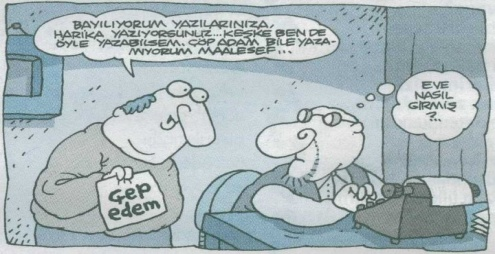 BAYILIYORUM YAZILARINIZA,
HARİKA YAZIYORSUNUZ... KEŞKE BEN DE
ÖYLE YAZABİLSEM. ÇÖP ADAM BİLE YAZA-
MIYORUM MAALESEF...
EVE
NASIL
GİRMİŞ
?..
Çep
edem